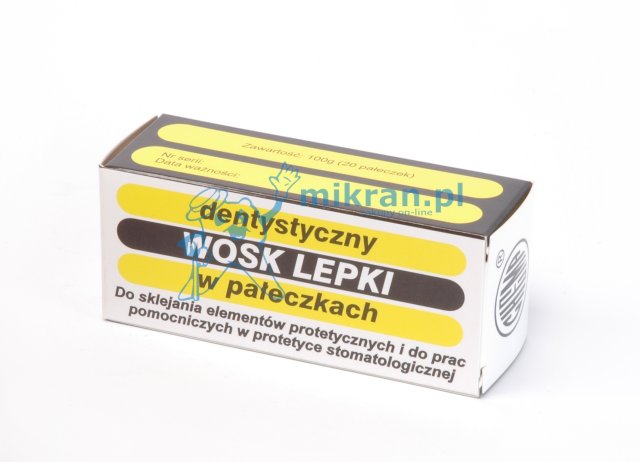 Zawartość: 100g (20 pałeczek)
Nr serii:
Data ważności:
mikran.pl
dentystyczny
WOSK LEPKI
w pałeczkach
Do sklejania elementów protetycznych i do prac
pomocniczych w protetyce stomatologicznej